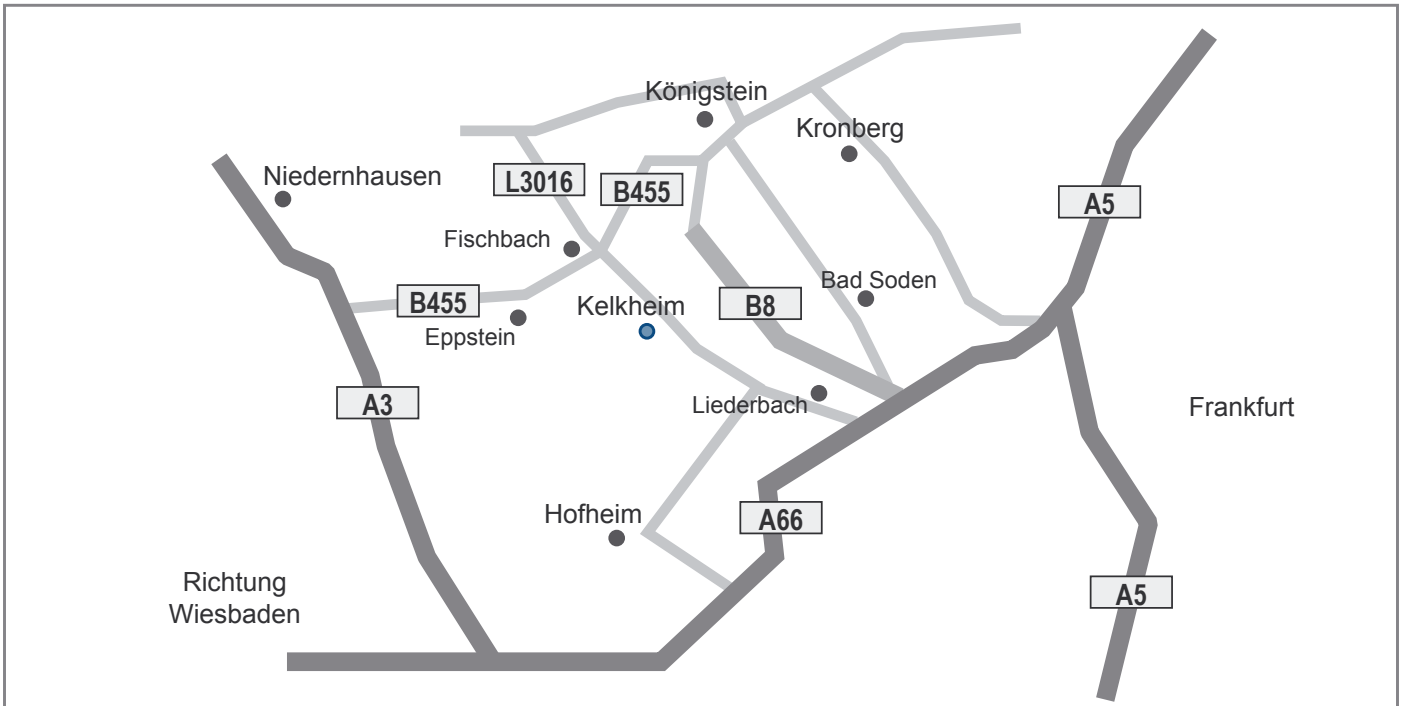 Königstein
Kronberg
Niedernhausen
L3016
B455
A5
Fischbach
Bad Soden
B455
Kelkheim
B8
Eppstein
A3
Liederbach
Frankfurt
Hofheim
A66
Richtung
Wiesbaden
A5